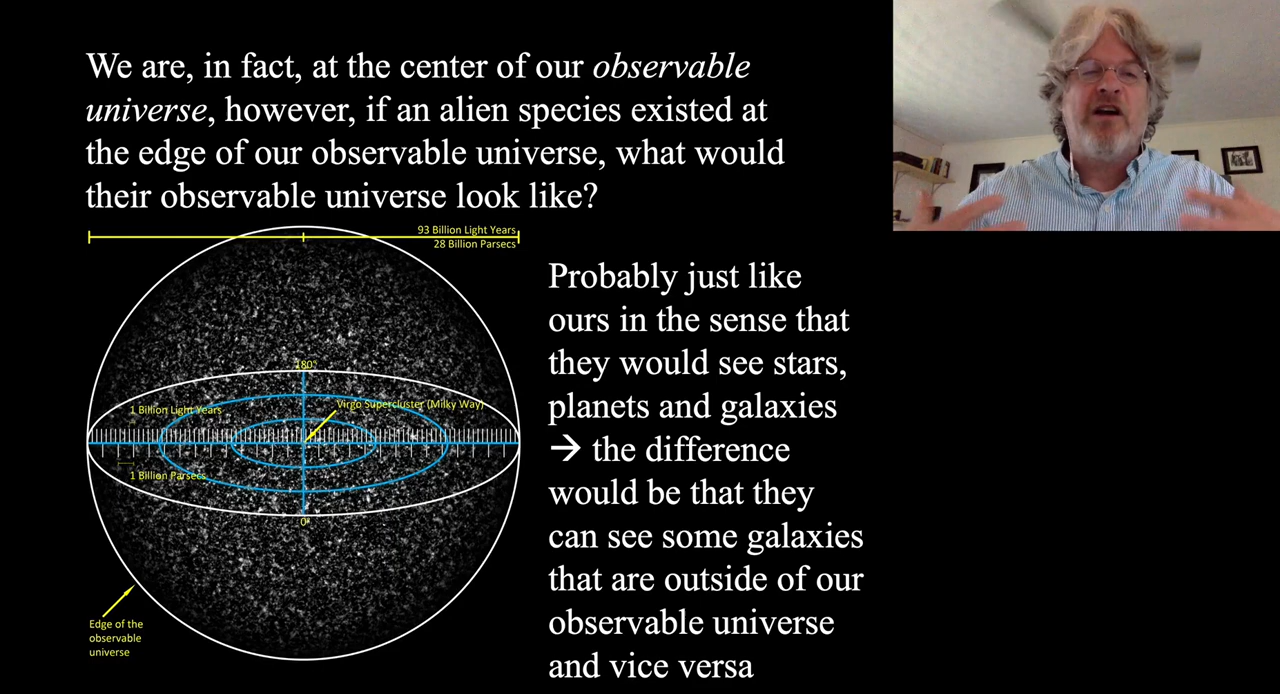 We are, in fact, at the center of our observable
universe, however, if an alien species existed at
the edge of our observable universe, what would
their observable universe look like?
93 Billion Light Years
28 Billion Parsecs
180°
1 Billion Light Years
Virgo Supercluster (Milky Way)
1 Billion Parsecs
0°
Edge of the
observable
universe
Probably just like
ours in the sense that
they would see stars,
planets and galaxies
→ the difference
would be that they
can see some galaxies
that are outside of our
observable universe
and vice versa